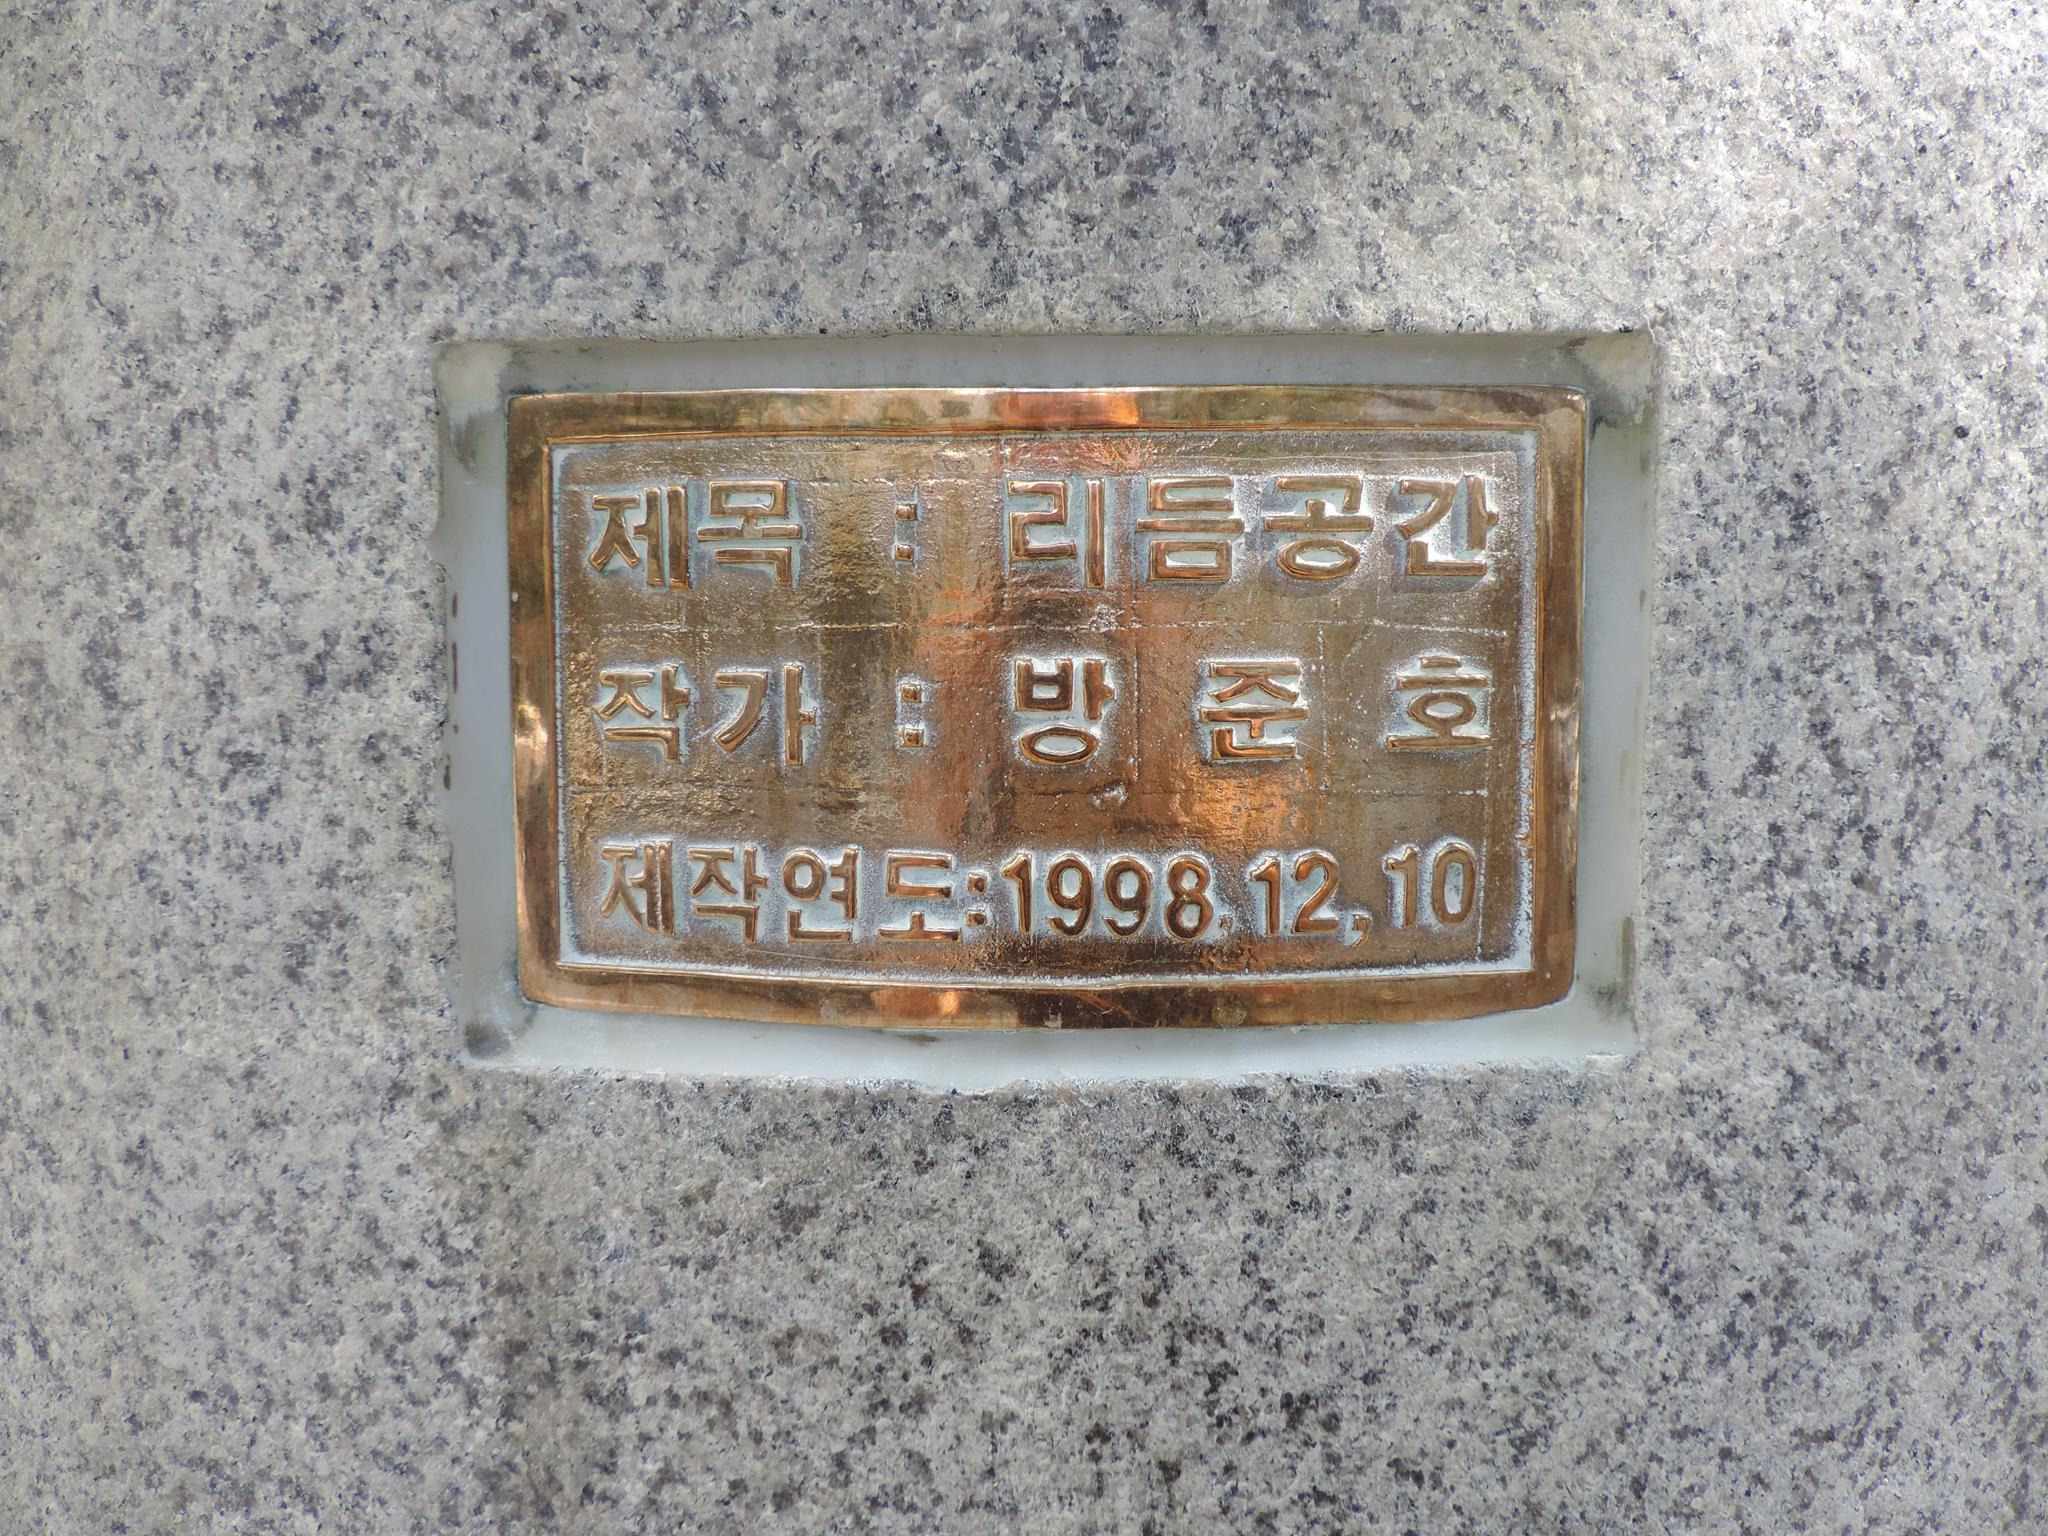 제목 : 리듬공간
작가 : 방 준 호
제작연도:1998.12,10